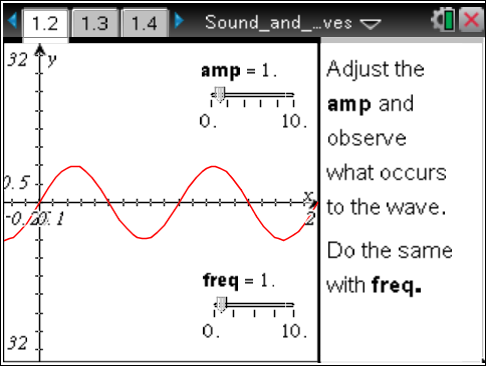 1.2 1.3 1.4 Sound_and_…ves
32 y
amp = 1.
0. 10.
0.5
x
0.1 2
freq = 1.
0. 10.
32
Adjust the
amp and
observe
what occurs
to the wave.
Do the same
with freq.